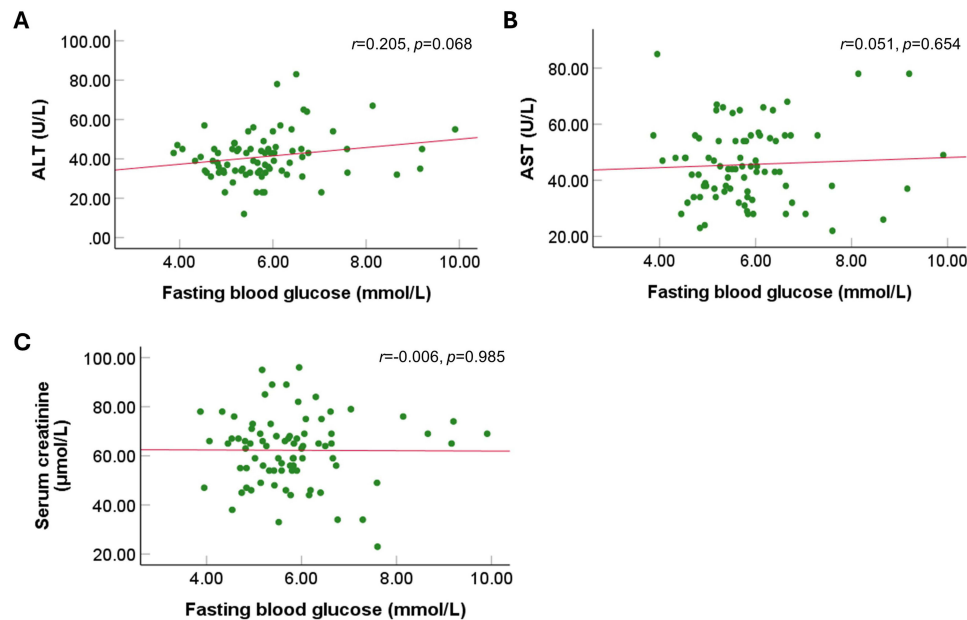 A
r=0.205, p=0.068
ALT (U/L)
100.00
80.00
60.00
40.00
20.00
.00
4.00 6.00 8.00 10.00
Fasting blood glucose (mmol/L)
B
r=0.051, p=0.654
AST (U/L)
80.00
60.00
40.00
20.00
4.00 6.00 8.00 10.00
Fasting blood glucose (mmol/L)
C
r=-0.006, p=0.985
Serum creatinine
(μmol/L)
100.00
80.00
60.00
40.00
20.00
4.00 6.00 8.00 10.00
Fasting blood glucose (mmol/L)